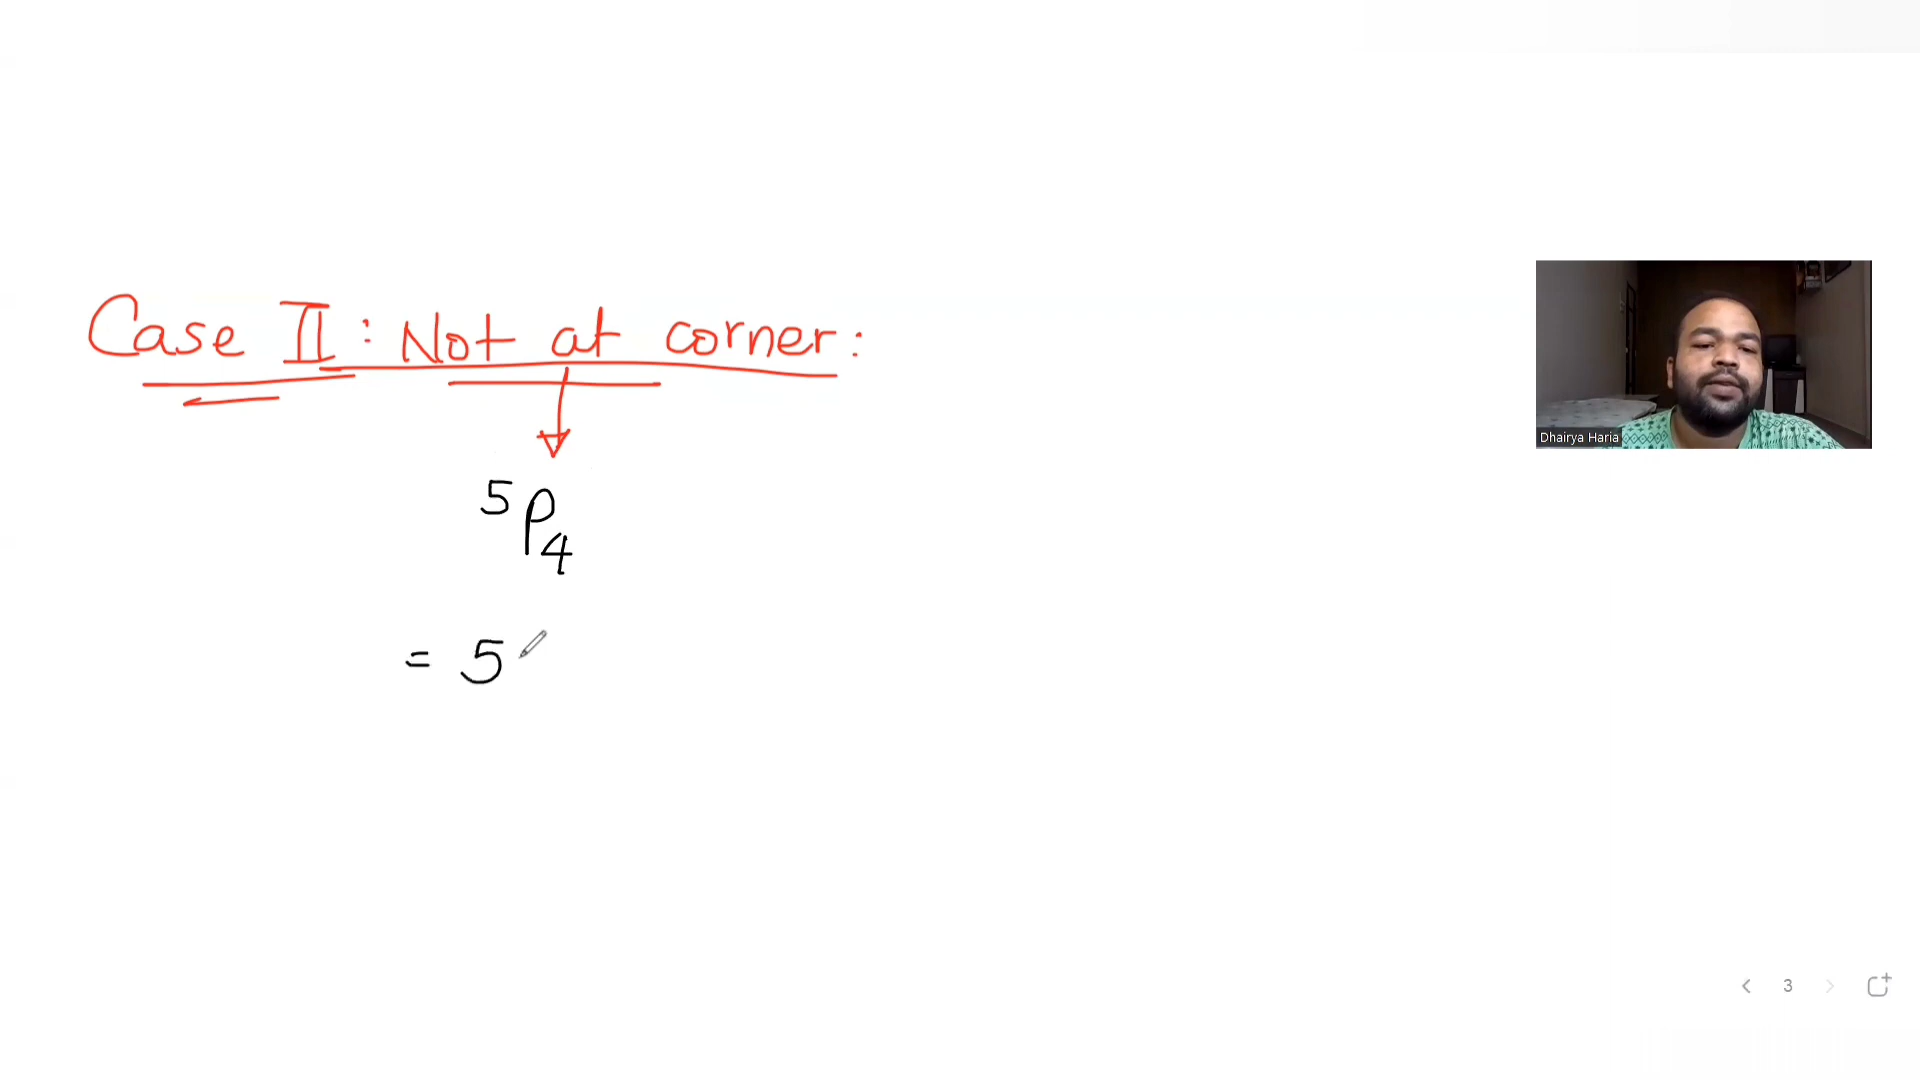 Case II: Not at corner:
⁵P₄
= 5
Dhairya Haria
3